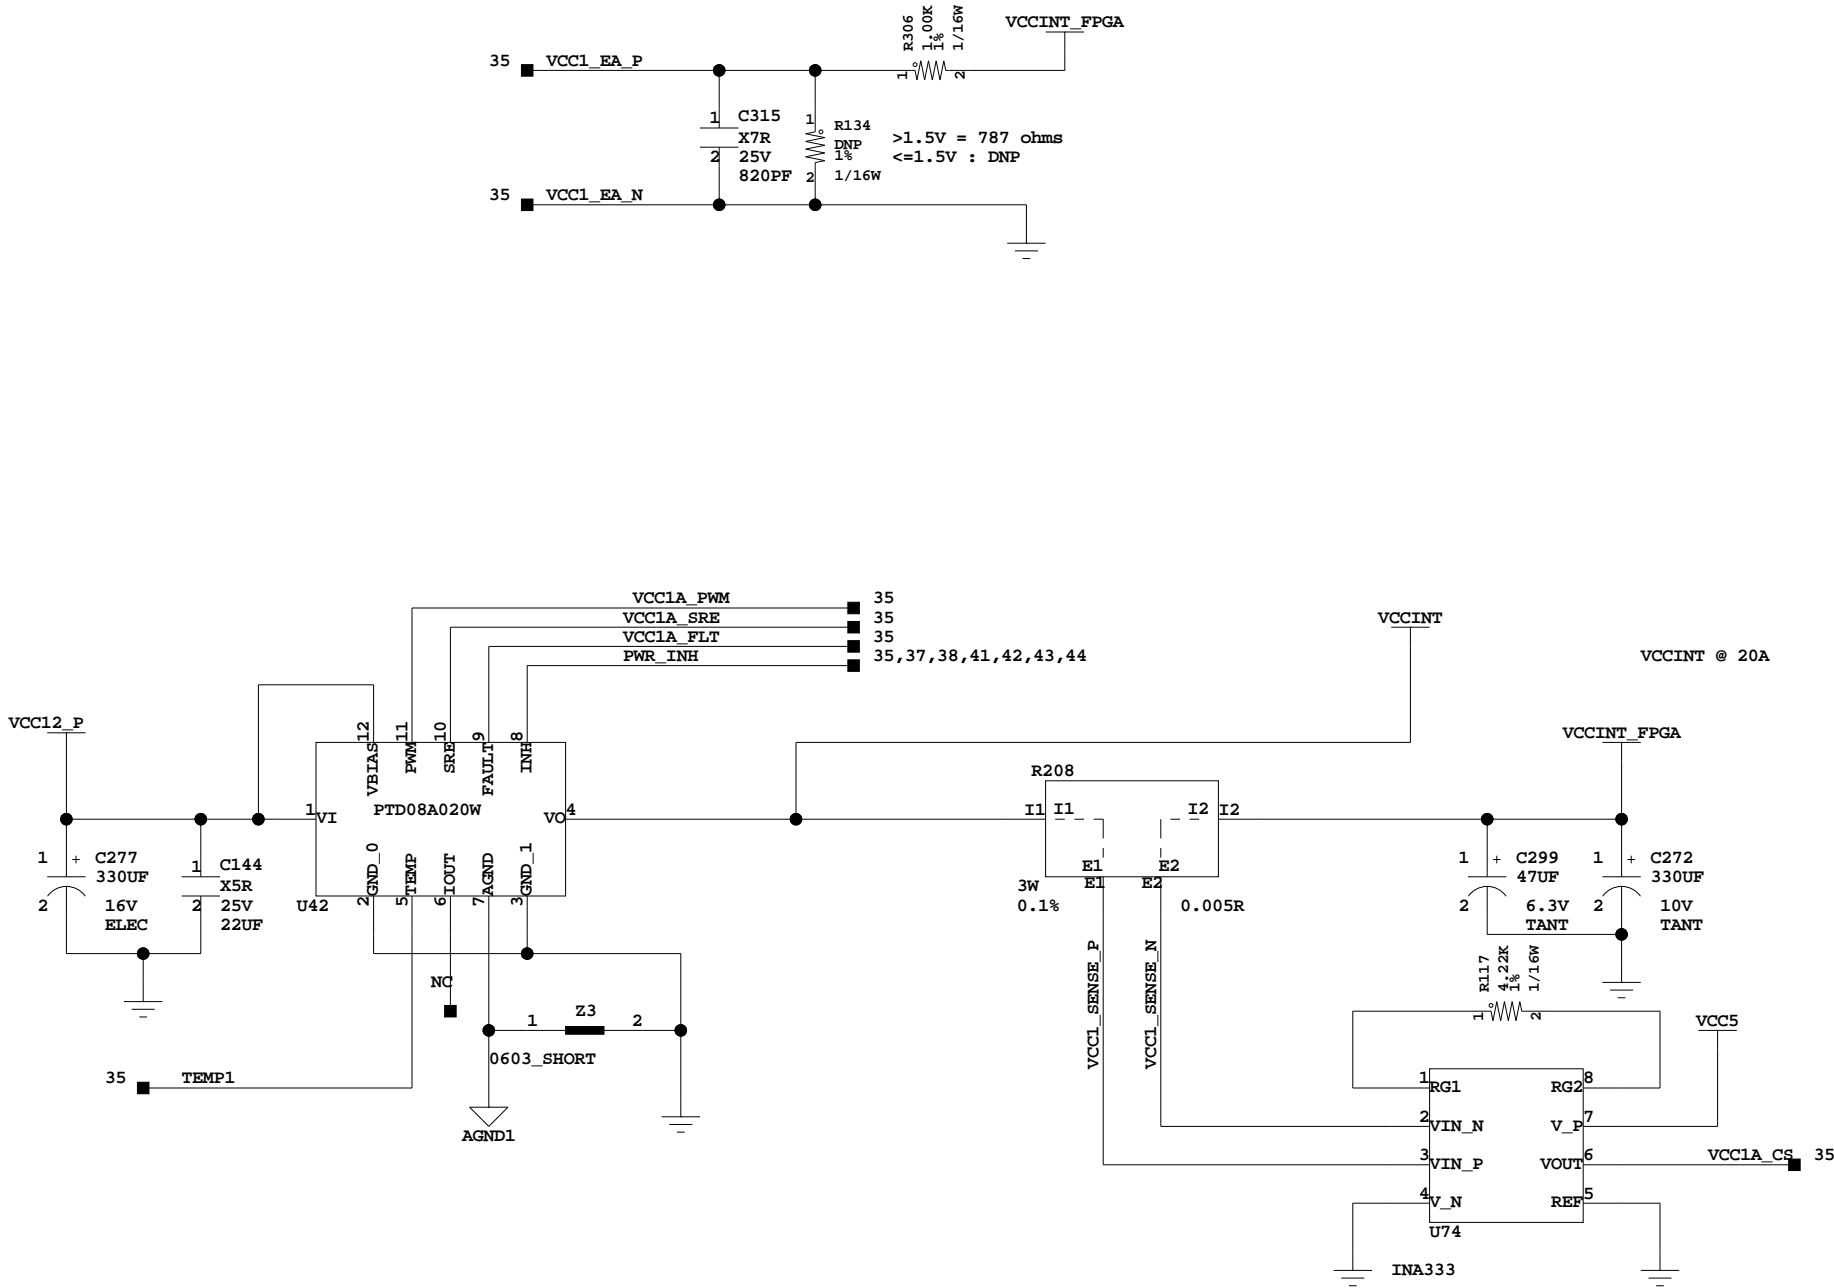 R306
1.00K
1%
1/16W
1
2
VCCINT_FPGA
35
VCC1_EA_P
1
C315
X7R
2
25V
820PF
1
R134
DNP
1%
2
1/16W
>1.5V = 787 ohms
<=1.5V : DNP
35
VCC1_EA_N
VCC1A_PWM
35
VCC1A_SRE
35
VCC1A_FLT
35
PWR_INH
35,37,38,41,42,43,44
VCCINT
VCCINT @ 20A
VCC12_P
12
11
10
9
8
VBIAS
PWM
SRE
FAULT
INH
PTD08A020W
1
VI
VO
4
GND_0
TEMP
IOUT
AGND
GND_1
2
5
6
7
3
U42
1
+
C277
330UF
2
16V
ELEC
1
C144
X5R
2
25V
22UF
NC
1
Z3
2
0603_SHORT
35
TEMP1
AGND1
R208
I1
I1
I2
I2
E1
E2
E1
E2
3W
0.1%
0.005R
VCC1_SENSE_P
VCC1_SENSE_N
VCCINT_FPGA
1
+
C299
47UF
2
6.3V
TANT
1
+
C272
330UF
2
10V
TANT
R117
4.22K
1%
1/16W
1
2
VCC5
1
RG1
RG2
8
2
VIN_N
V_P
7
3
VIN_P
VOUT
6
VCC1A_CS
35
4
V_N
REF
5
U74
INA333